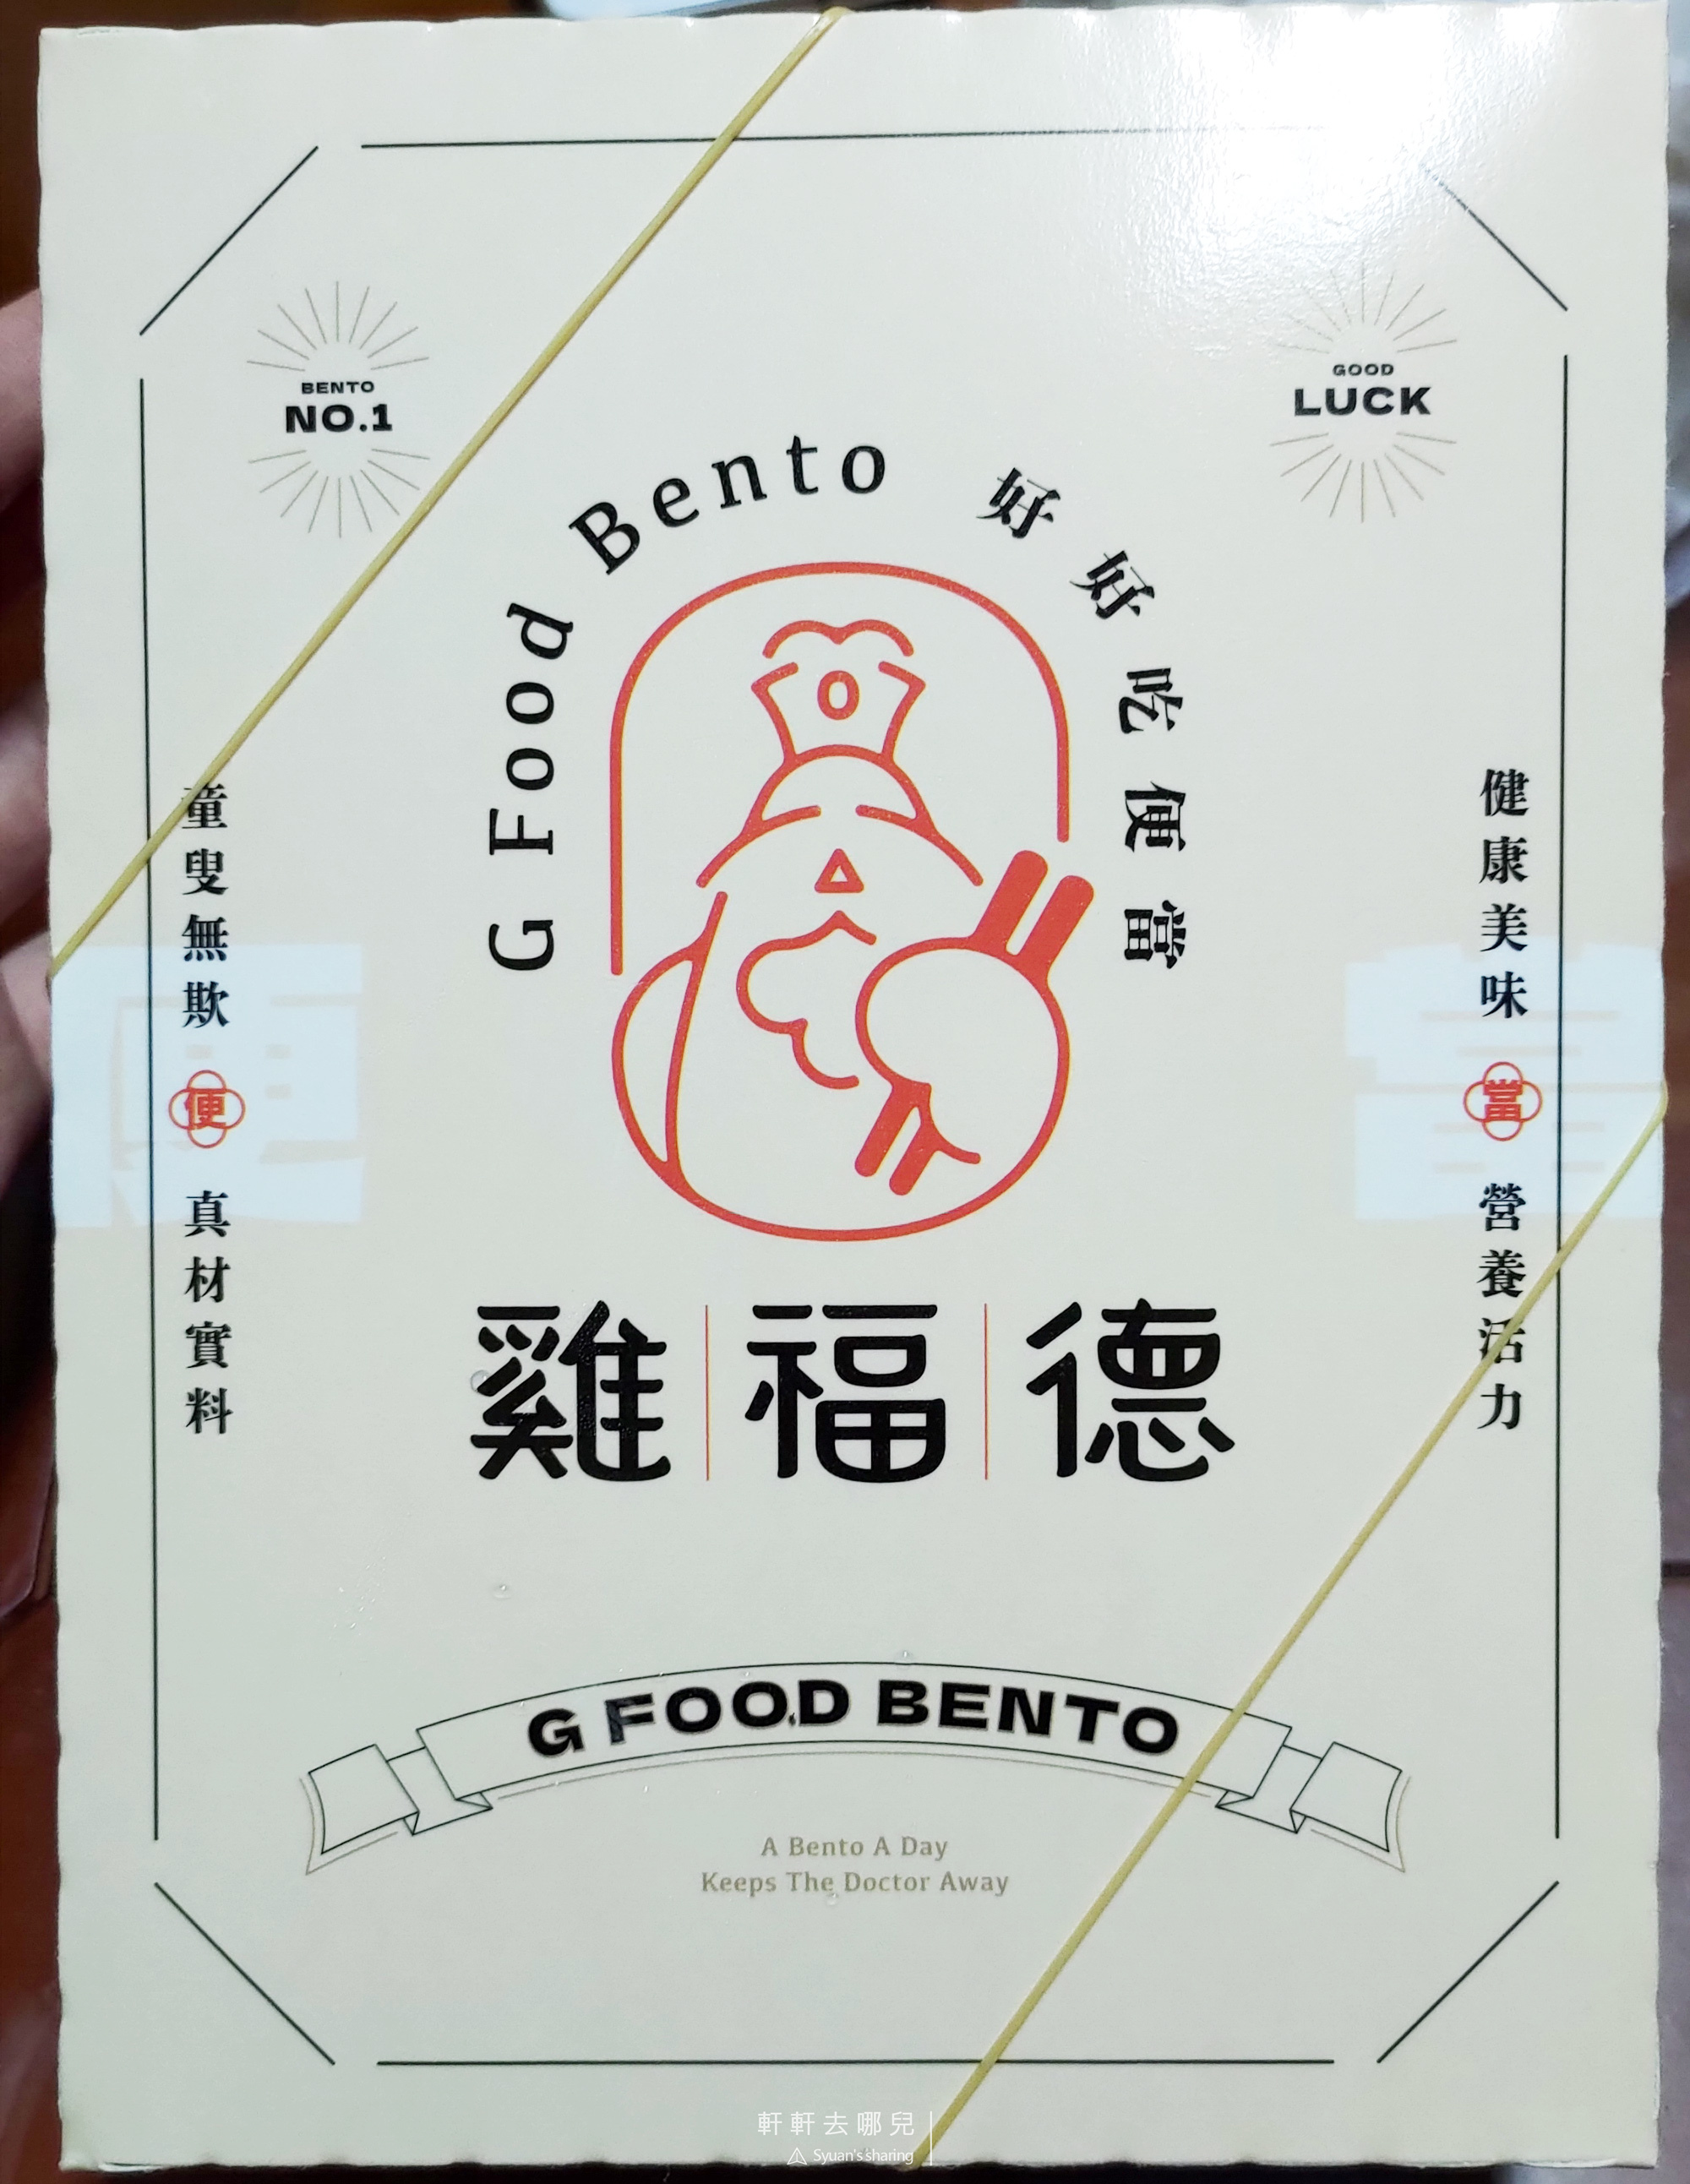 BENTO
NO.1
GOOD
LUCK
G Food Bento 好好吃便當
童叟無欺 便 真材實料
健康美味 當 營養活力
便
當
雞福德
G FOOD BENTO
A Bento A Day
Keeps The Doctor Away
軒軒去哪兒
Syuan's sharing